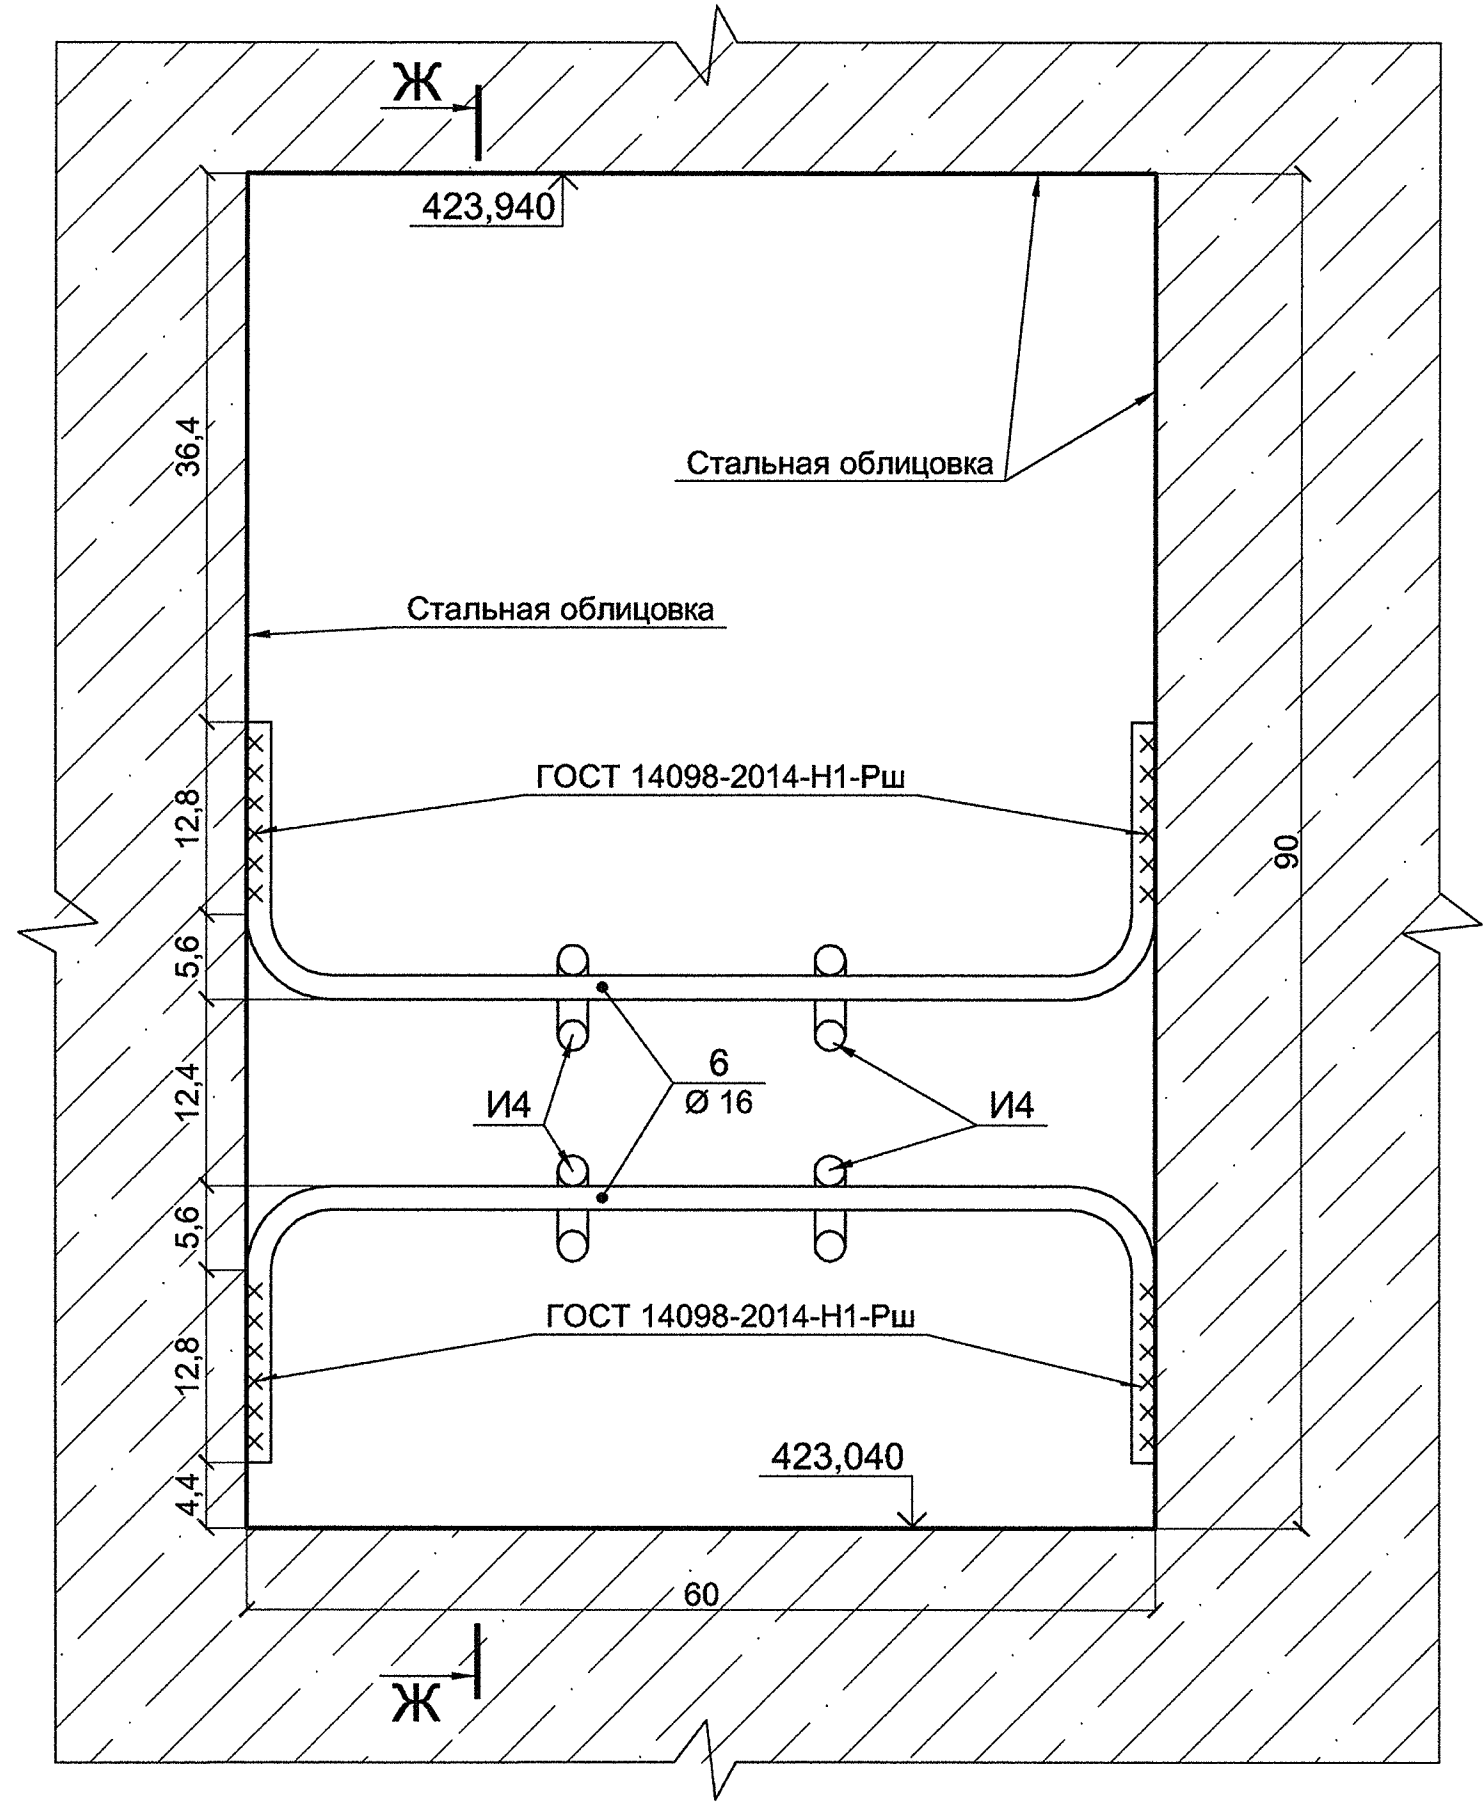 Ж
423,940
36,4
Стальная облицовка
Стальная облицовка
ГОСТ 14098-2014-Н1-Рш
12,8
90
5,6
6
Ø 16
12,4
И4
И4
5,6
ГОСТ 14098-2014-Н1-Рш
12,8
423,040
4,4
60
Ж